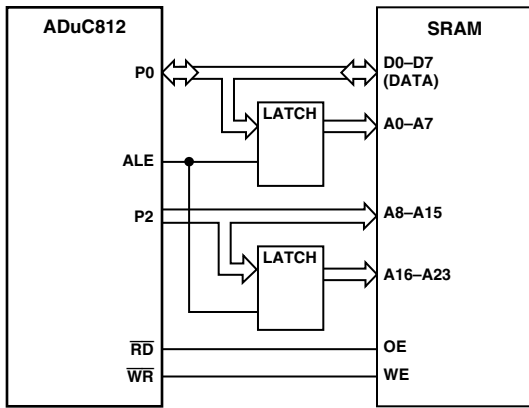 ADuC812
SRAM
P0
D0–D7
(DATA)
LATCH
A0–A7
ALE
P2
A8–A15
LATCH
A16–A23
RD
OE
WR
WE